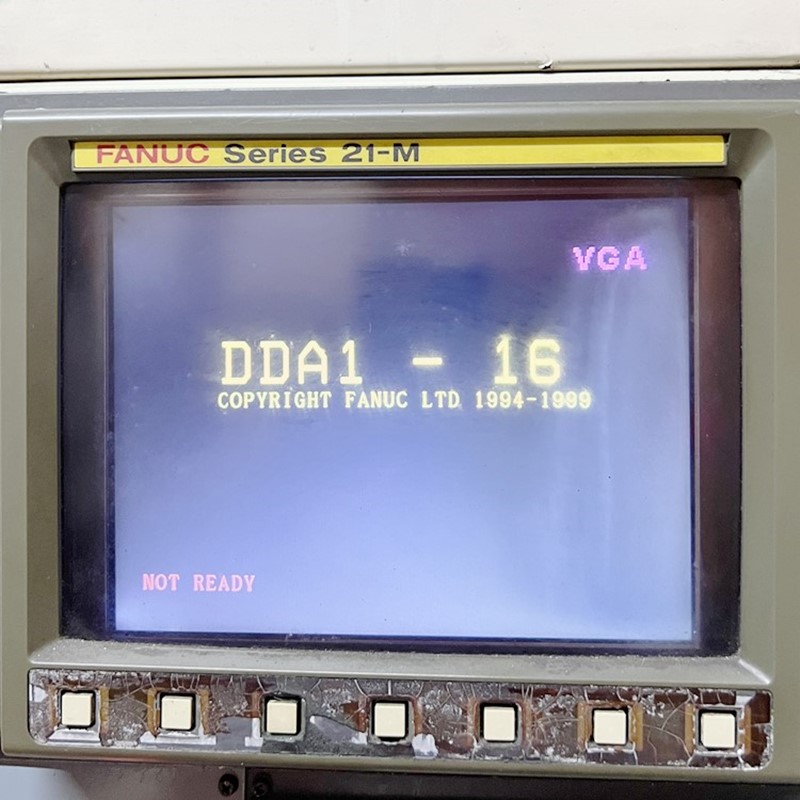 FANUC Series 21-M
VGA
DDA1 - 16
COPYRIGHT FANUC LTD 1994-1999
NOT READY